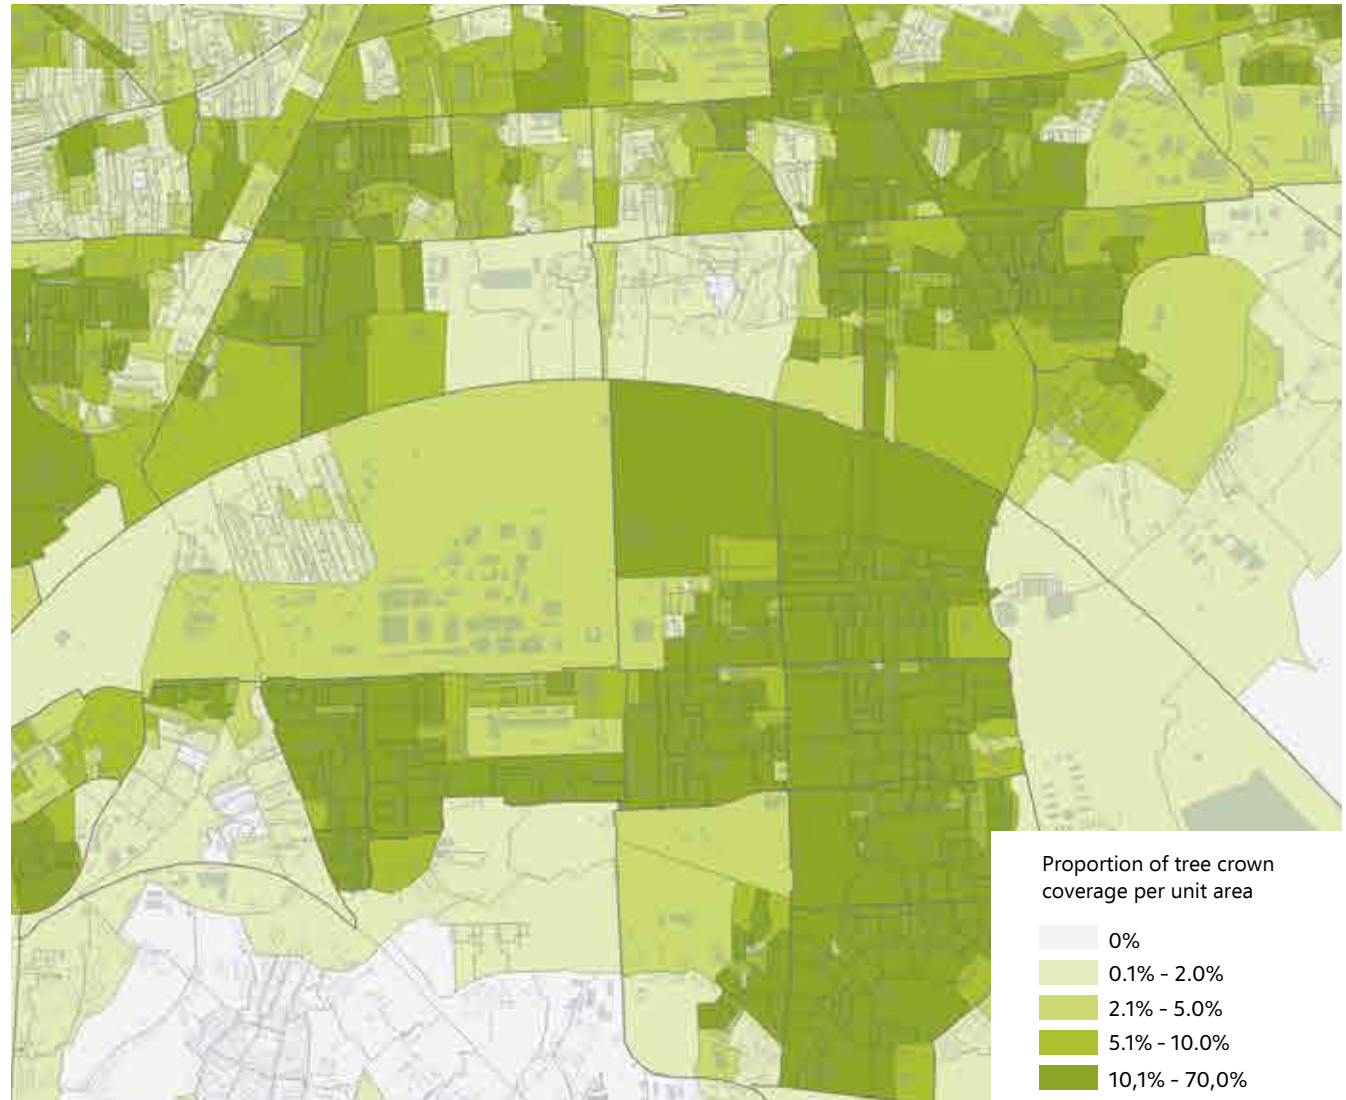 Proportion of tree crown
coverage per unit area
0%
0.1% - 2.0%
2.1% - 5.0%
5.1% - 10.0%
10,1% - 70,0%